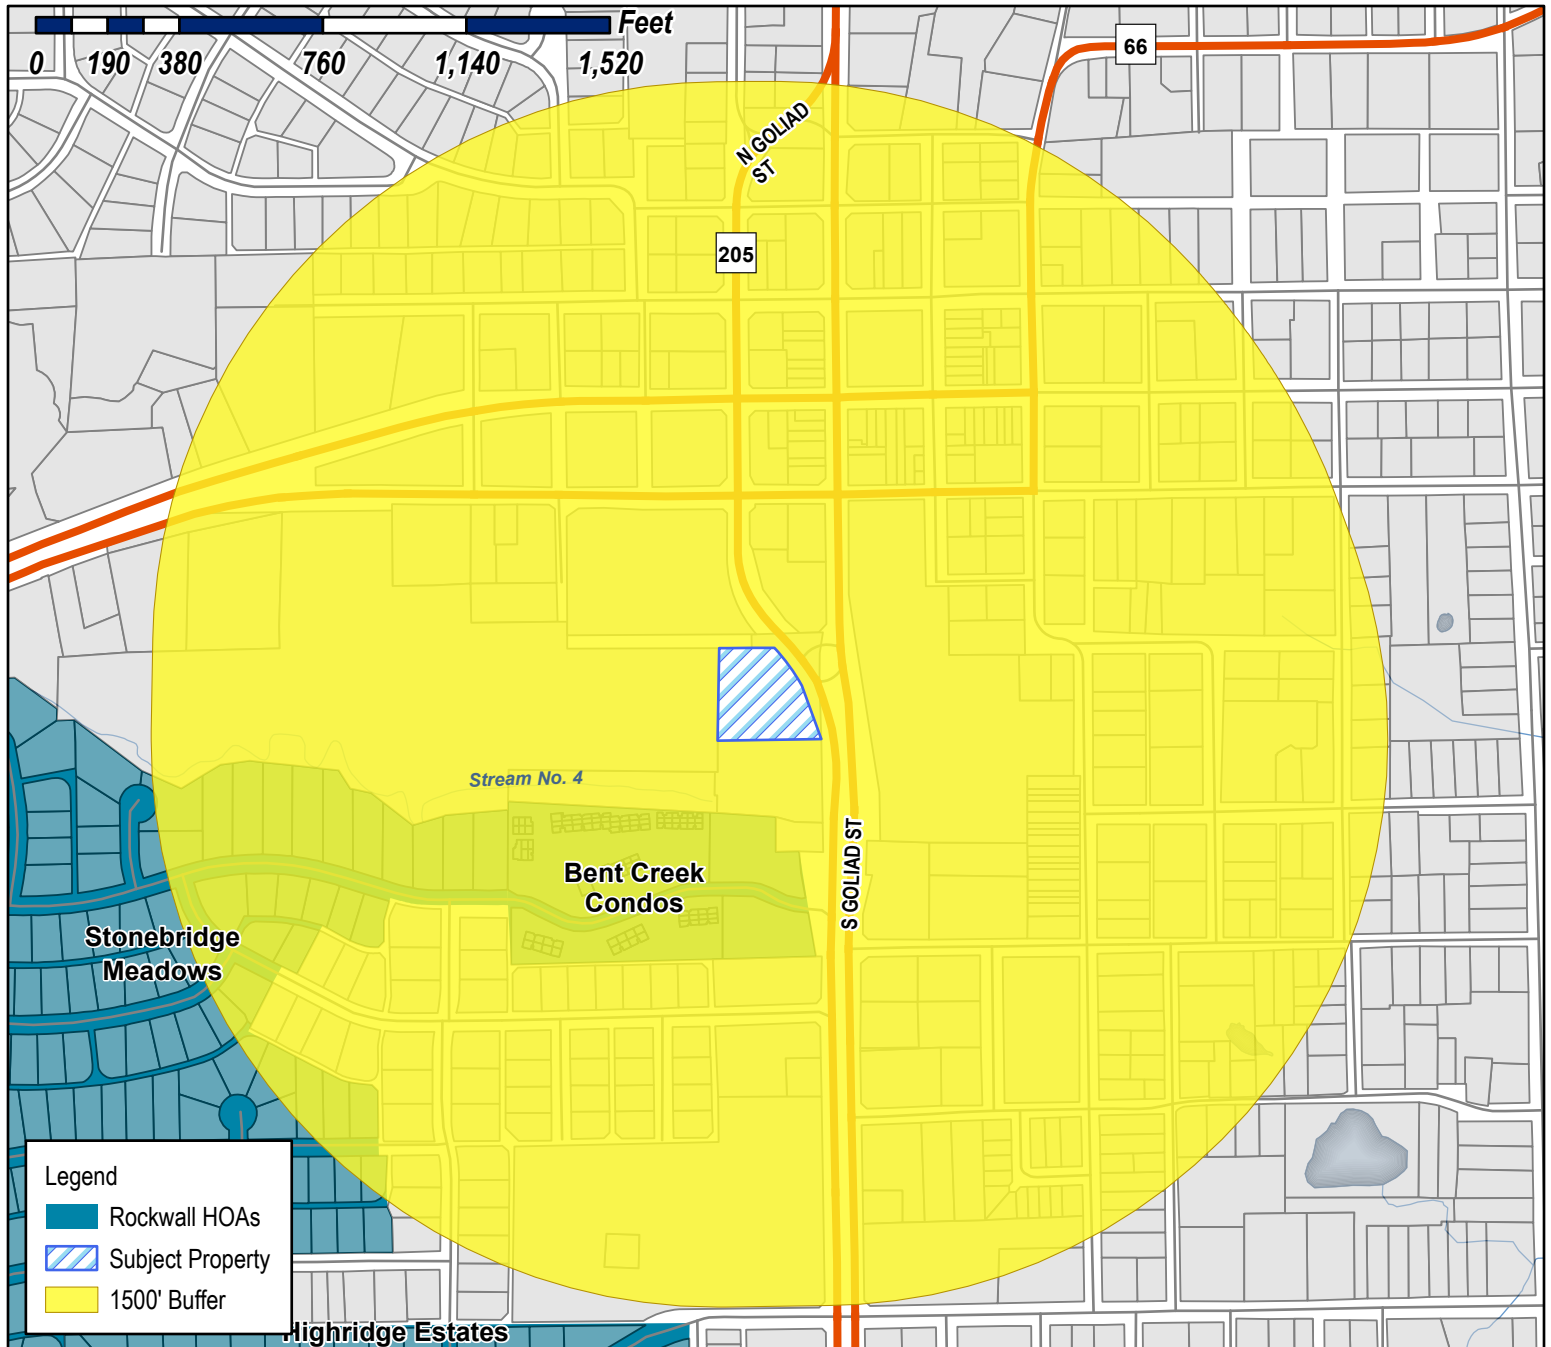 Feet
0 190 380 760 1,140 1,520
66
N GOLIAD
ST
205
Stream No. 4
Bent Creek
Condos
S GOLIAD ST
Stonebridge
Meadows
Legend
Rockwall HOAs
Subject Property
1500' Buffer
Highridge Estates